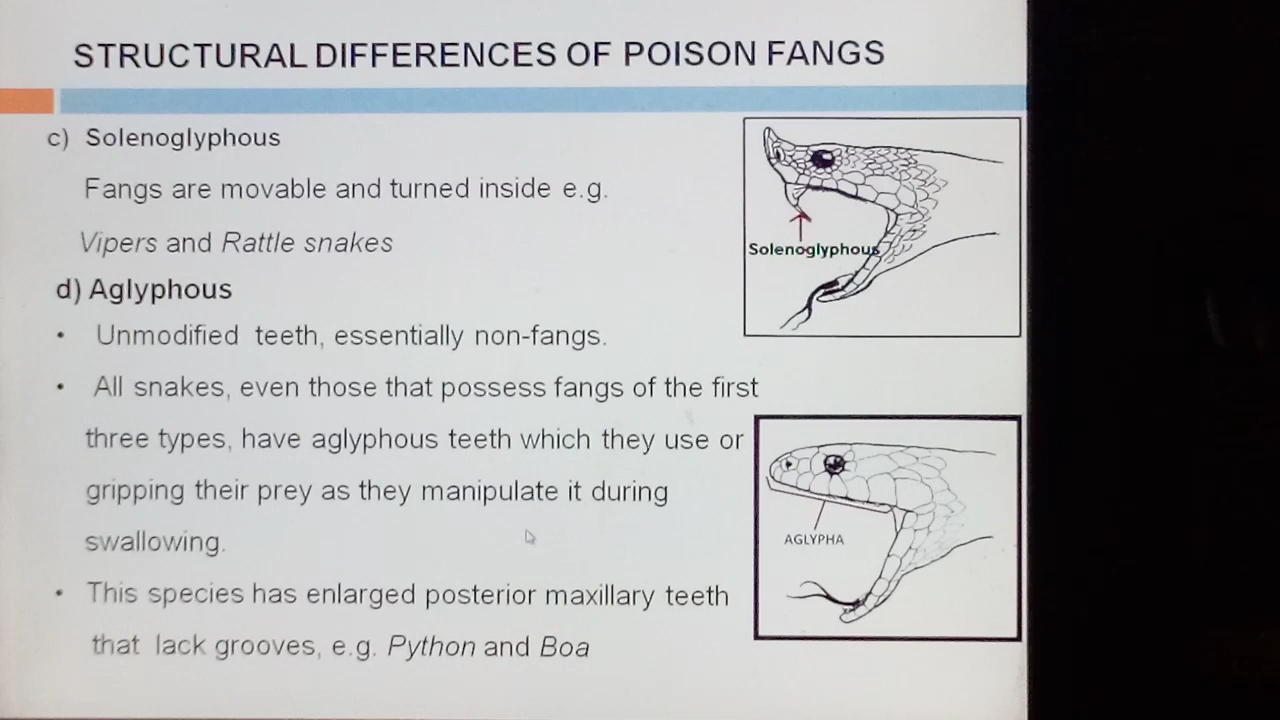 STRUCTURAL DIFFERENCES OF POISON FANGS
c) Solenoglyphous
Fangs are movable and turned inside e.g.
Vipers and Rattle snakes
Solenoglyphous
d) Aglyphous
• Unmodified teeth, essentially non-fangs.
• All snakes, even those that possess fangs of the first
three types, have aglyphous teeth which they use or
gripping their prey as they manipulate it during
swallowing.
AGLYPHA
• This species has enlarged posterior maxillary teeth
that lack grooves, e.g. Python and Boa